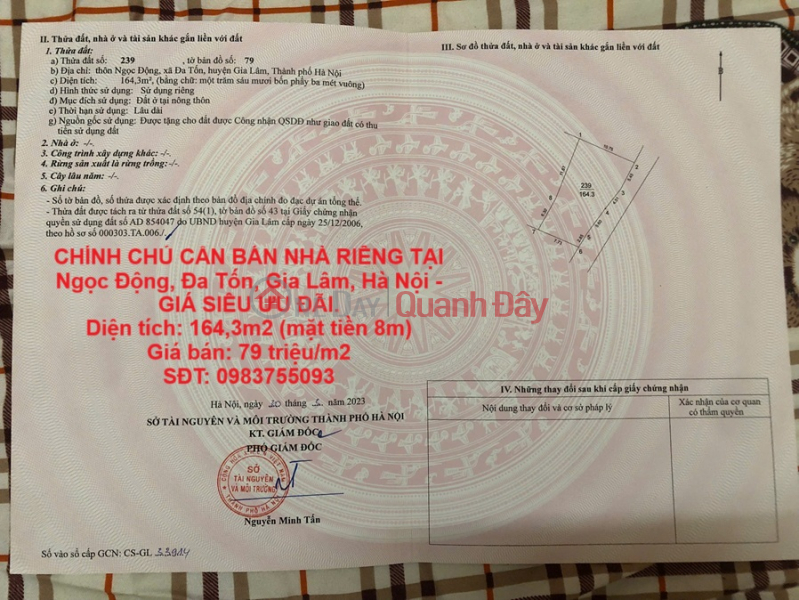 II. Thửa đất, nhà ở và tài sản khác gắn liền với đất
1. Thửa đất:
a) Thửa đất số: 239 , tờ bản đồ số: 79
b) Địa chỉ: thôn Ngọc Động, xã Đa Tốn, huyện Gia Lâm, Thành phố Hà Nội
c) Diện tích: 164,3m², (bằng chữ: một trăm sáu mươi bốn phẩy ba mét vuông)
d) Hình thức sử dụng: Sử dụng riêng
đ) Mục đích sử dụng: Đất ở tại nông thôn
e) Thời hạn sử dụng: Lâu dài
g) Nguồn gốc sử dụng: Được tặng cho đất được Công nhận QSDĐ như giao đất có thu
tiền sử dụng đất
2. Nhà ở: -/-
3. Công trình xây dựng khác: -/-
4. Rừng sản xuất là rừng trồng: -/-
5. Cây lâu năm: -/-
6. Ghi chú:
- Số tờ bản đồ, số thửa được xác định theo bản đồ địa chính đo đạc dự án tổng thể.
- Thửa đất được tách ra từ thửa đất số 54(1), tờ bản đồ số 43 tại Giấy chứng nhận
quyền sử dụng đất số AD 854047 do UBND huyện Gia Lâm cấp ngày 25/12/2006,
theo hồ sơ số 000303.TA.006./.
CHÍNH CHỦ CẦN BÁN NHÀ RIÊNG TẠI
Ngọc Động, Đa Tốn, Gia Lâm, Hà Nội -
GIÁ SIÊU ƯU ĐÃI
Diện tích: 164,3m2 (mặt tiền 8m)
Giá bán: 79 triệu/m2
SĐT: 0983755093
Quanh Đây
Hà Nội, ngày 20 tháng 2 năm 2023
SỞ TÀI NGUYÊN VÀ MÔI TRƯỜNG THÀNH PHỐ HÀ NỘI
KT. GIÁM ĐỐC
PHÓ GIÁM ĐỐC
SỞ
TÀI NGUYÊN
VÀ MÔI TRƯỜNG
THÀNH PHỐ HÀ NỘI
Nguyễn Minh Tấn
Số vào sổ cấp GCN: CS-GL
III. Sơ đồ thửa đất, nhà ở và tài sản khác gắn liền với đất
1
2
3
239
164.3
IV. Những thay đổi sau khi cấp giấy chứng nhận
Nội dung thay đổi và cơ sở pháp lý
Xác nhận của cơ quan
có thẩm quyền